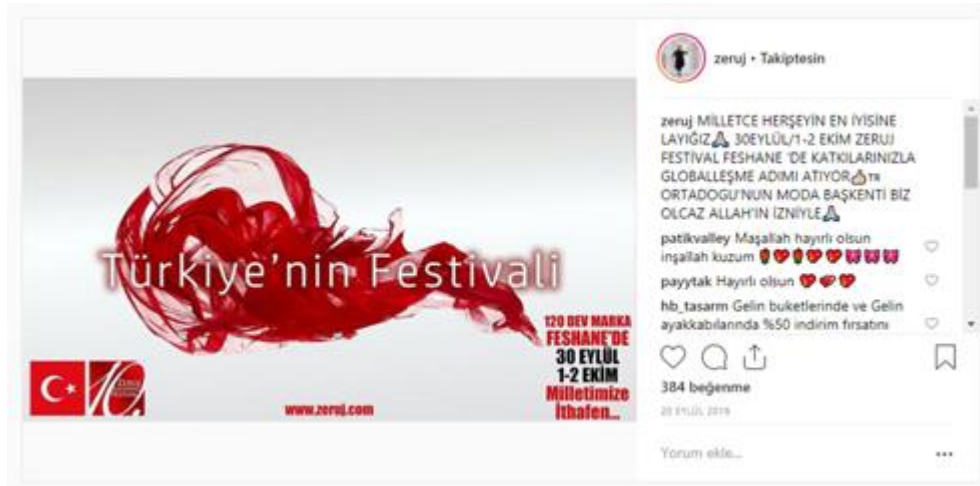 Türkiye'nin Festivali
120 DEV MARKA
FESHANE'DE
30 EYLÜL
1-2 EKİM
Milletimize
İthafen...
www.zeruj.com
zeruj • Takiptesin
zeruj MİLLETCE HERŞEYİN EN İYİSİNE
LAYIĞIZ🙏 30EYLÜL/1-2 EKİM ZERUJ
FESTİVAL FESHANE 'DE KATKILARINIZLA
GLOBALLEŞME ADIMI ATIYOR👍TR
ORTADOGU'NUN MODA BAŞKENTİ BİZ
OLCAZ ALLAH'IN İZNİYLE🙏
patikvalley Maşallah hayırlı olsun
inşallah kuzum
payytak Hayırlı olsun
hb_tasarm Gelin buketlerinde ve Gelin
ayakkabılarında %50 indirim fırsatını
384 beğenme
20 EYLÜL 2016
Yorum ekle...